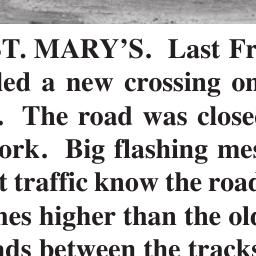 ST. MARY'S. Last Fr
led a new crossing on
. The road was close
ork. Big flashing mes
t traffic know the road
nes higher than the old
nds between the tracks